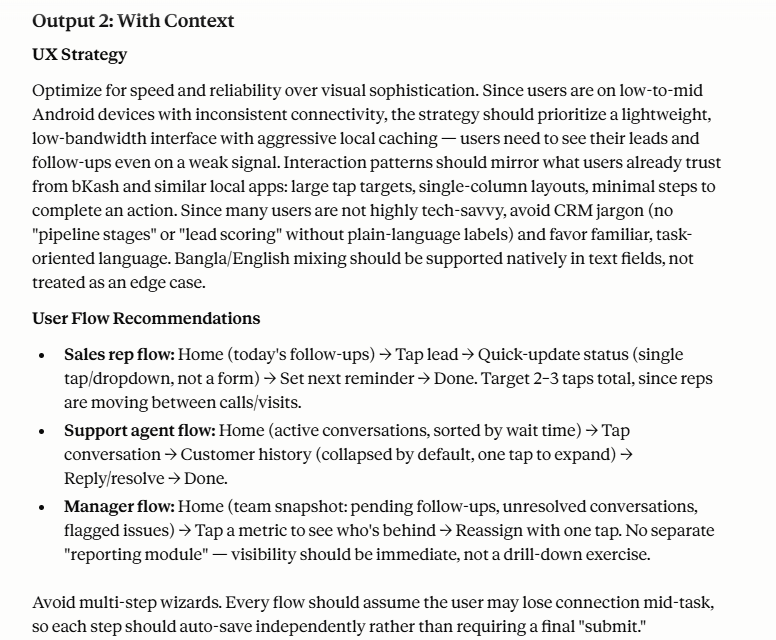 Output 2: With Context
UX Strategy
Optimize for speed and reliability over visual sophistication. Since users are on low-to-mid
Android devices with inconsistent connectivity, the strategy should prioritize a lightweight,
low-bandwidth interface with aggressive local caching — users need to see their leads and
follow-ups even on a weak signal. Interaction patterns should mirror what users already trust
from bKash and similar local apps: large tap targets, single-column layouts, minimal steps to
complete an action. Since many users are not highly tech-savvy, avoid CRM jargon (no
"pipeline stages" or "lead scoring" without plain-language labels) and favor familiar, task-
oriented language. Bangla/English mixing should be supported natively in text fields, not
treated as an edge case.
User Flow Recommendations
• Sales rep flow: Home (today's follow-ups) → Tap lead → Quick-update status (single
tap/dropdown, not a form) → Set next reminder → Done. Target 2–3 taps total, since reps
are moving between calls/visits.
• Support agent flow: Home (active conversations, sorted by wait time) → Tap
conversation → Customer history (collapsed by default, one tap to expand) →
Reply/resolve → Done.
• Manager flow: Home (team snapshot: pending follow-ups, unresolved conversations,
flagged issues) → Tap a metric to see who's behind → Reassign with one tap. No separate
"reporting module" — visibility should be immediate, not a drill-down exercise.
Avoid multi-step wizards. Every flow should assume the user may lose connection mid-task,
so each step should auto-save independently rather than requiring a final "submit."